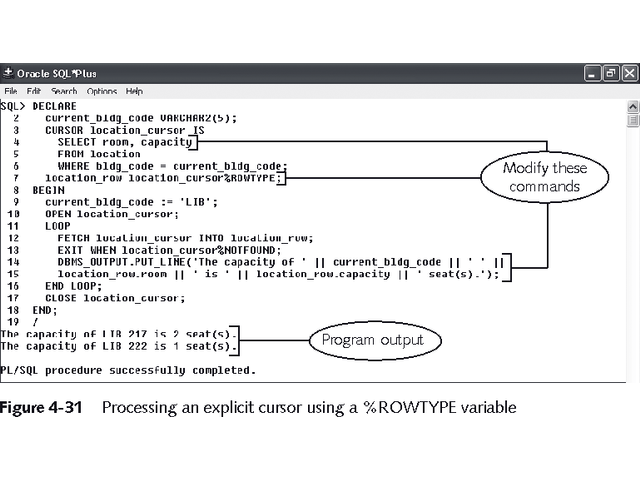 Oracle SQL*Plus
File Edit Search Options Help
SQL> DECLARE
2 current_bldg_code VARCHAR2(5);
3 CURSOR location_cursor IS
4 SELECT room, capacity
5 FROM location
6 WHERE bldg_code = current_bldg_code;
7 location_row location_cursor%ROWTYPE;
8 BEGIN
9 current_bldg_code := 'LIB';
10 OPEN location_cursor;
11 LOOP
12 FETCH location_cursor INTO location_row;
13 EXIT WHEN location_cursor%NOTFOUND;
14 DBMS_OUTPUT.PUT_LINE('The capacity of ' || current_bldg_code || ' ' ||
15 location_row.room || ' is ' || location_row.capacity || ' seat(s).');
16 END LOOP;
17 CLOSE location_cursor;
18 END;
19 /
The capacity of LIB 217 is 2 seat(s).
The capacity of LIB 222 is 1 seat(s).
PL/SQL procedure successfully completed.
Modify these
commands
Program output
Figure 4-31 Processing an explicit cursor using a %ROWTYPE variable